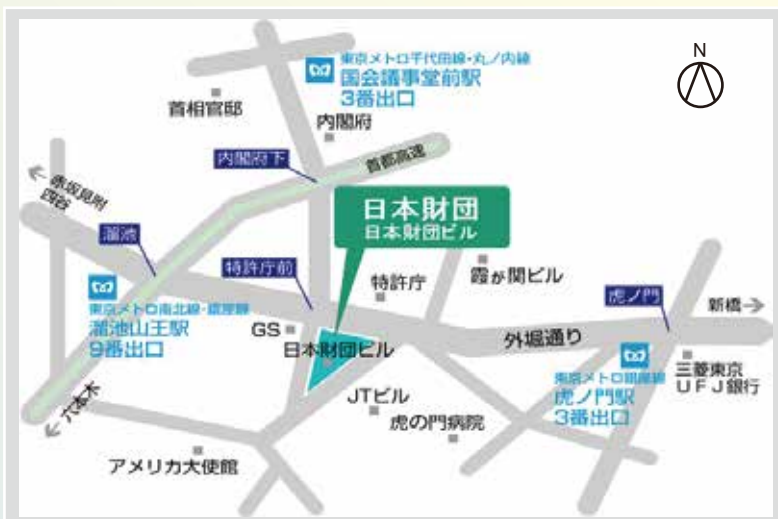 N
東京メトロ千代田線・丸ノ内線
国会議事堂前駅
3番出口
首相官邸
内閣府
内閣府下
首都高速
赤坂見附
四谷
日本財団
日本財団ビル
溜池
特許庁前
特許庁
霞が関ビル
虎ノ門
新橋
東京メトロ南北線・銀座線
溜池山王駅
9番出口
GS
日本財団ビル
外堀通り
東京メトロ銀座線
虎ノ門駅
3番出口
三菱東京
UFJ銀行
六本木
JTビル
虎の門病院
アメリカ大使館